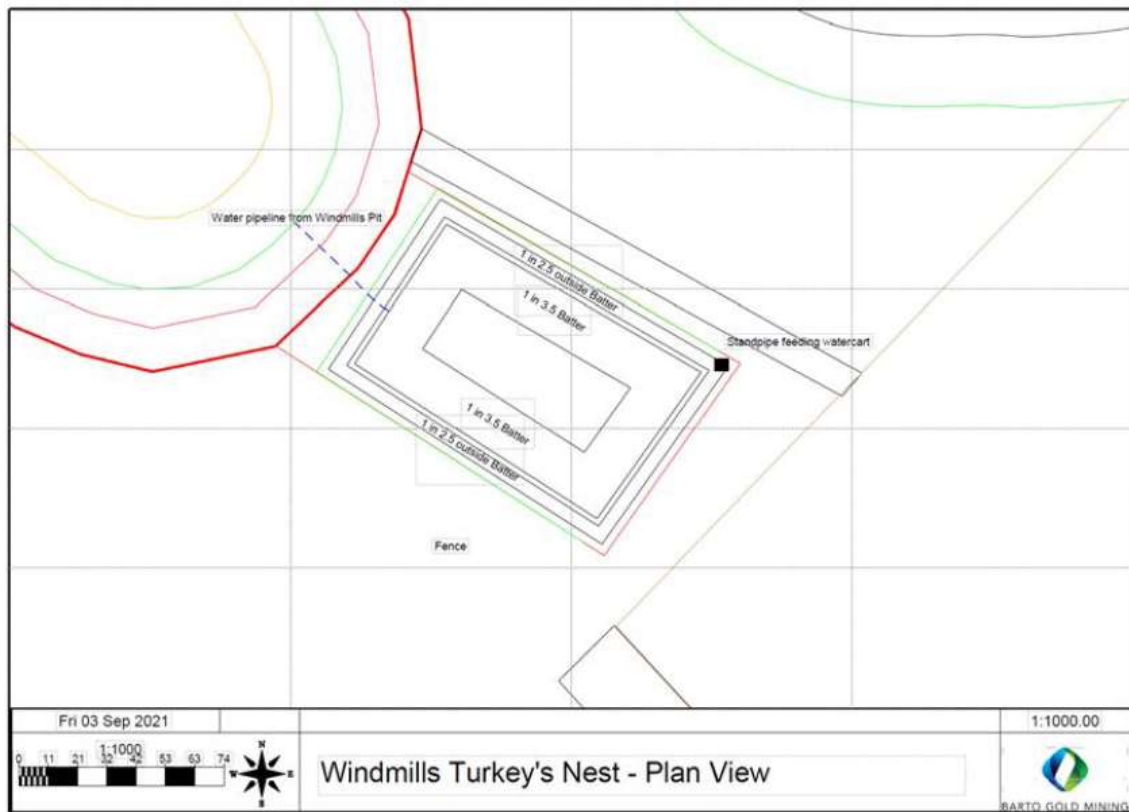 Water pipeline from Windmills Pit
1 in 2.5 outside Batter
1 in 3.5 Batter
Standpipe feeding watercart
1 in 3.5 Batter
1 in 2.5 outside Batter
Fence
Fri 03 Sep 2021
1:1000.00
1:1000
0 11 21 32 42 53 63 74
N
W E
S
Windmills Turkey's Nest - Plan View
BARTO GOLD MINING